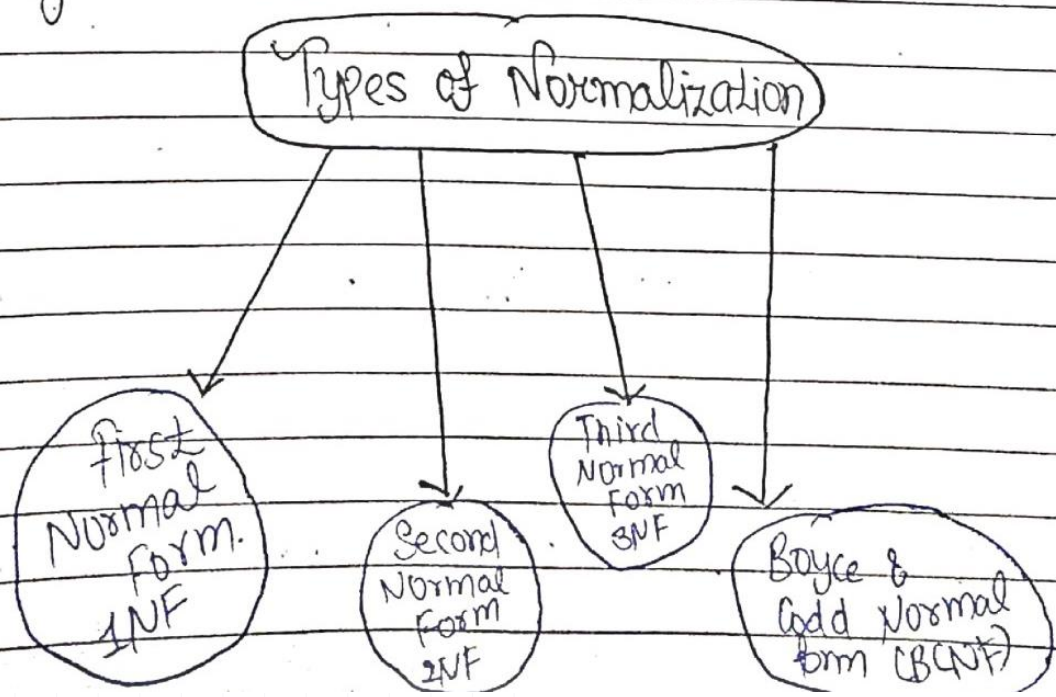 Types of Normalization
First
Normal
Form.
1NF
Second
Normal
Form
2NF
Third
Normal
Form
3NF
Boyce &
Codd Normal
form (BCNF)